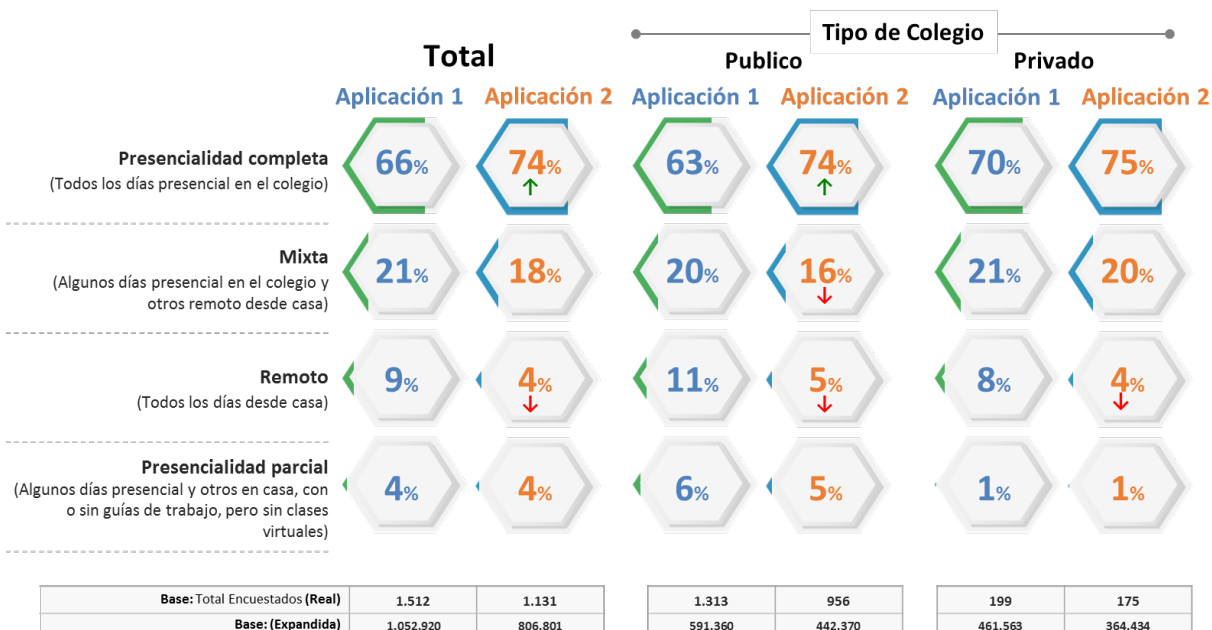 Tipo de Colegio
Total
Publico
Privado
Aplicación 1 Aplicación 2 Aplicación 1 Aplicación 2 Aplicación 1 Aplicación 2
Presencialidad completa
(Todos los días presencial en el colegio)
66% 74% 63% 74% 70% 75%
Mixta
(Algunos días presencial en el colegio y
otros remoto desde casa)
21% 18% 20% 16% 21% 20%
Remoto
(Todos los días desde casa)
9% 4% 11% 5% 8% 4%
Presencialidad parcial
(Algunos días presencial y otros en casa, con
o sin guías de trabajo, pero sin clases
virtuales)
4% 4% 6% 5% 1% 1%
Base: Total Encuestados (Real) 1.512 1.131 1.313 956 199 175
Base: (Expandida) 1.052.920 806.801 591.360 442.370 461.563 364.434